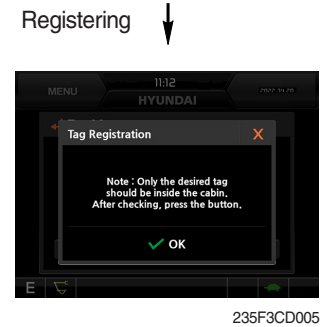 Registering
11:12
MENU
HYUNDAI
Tag Registration X
Note : Only the desired tag
should be inside the cabin.
After checking, press the button.
OK
E
235F3CD005